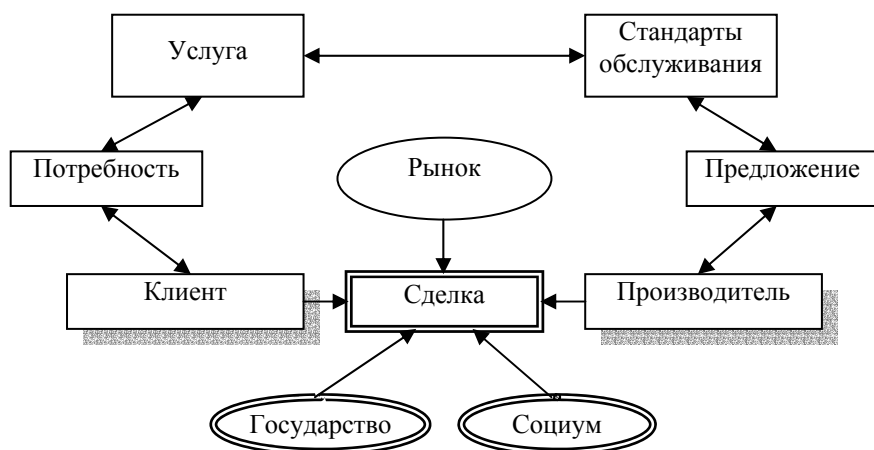 Услуга
Стандарты
обслуживания
Потребность
Рынок
Предложение
Клиент
Сделка
Производитель
Государство
Социум